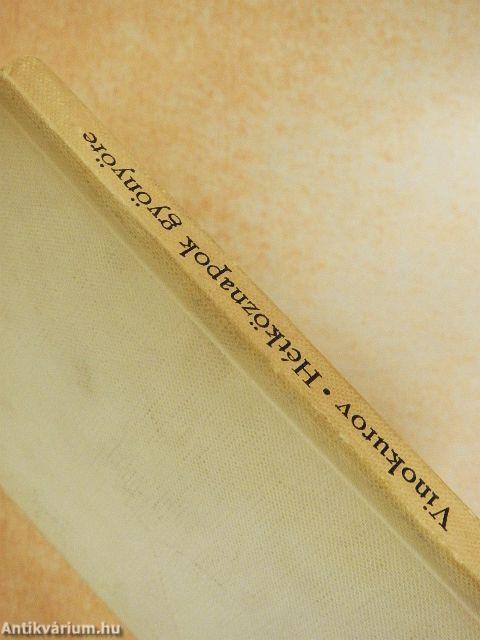 Vinokurov • Hétköznapok gyönyöre
Antikvárium.hu